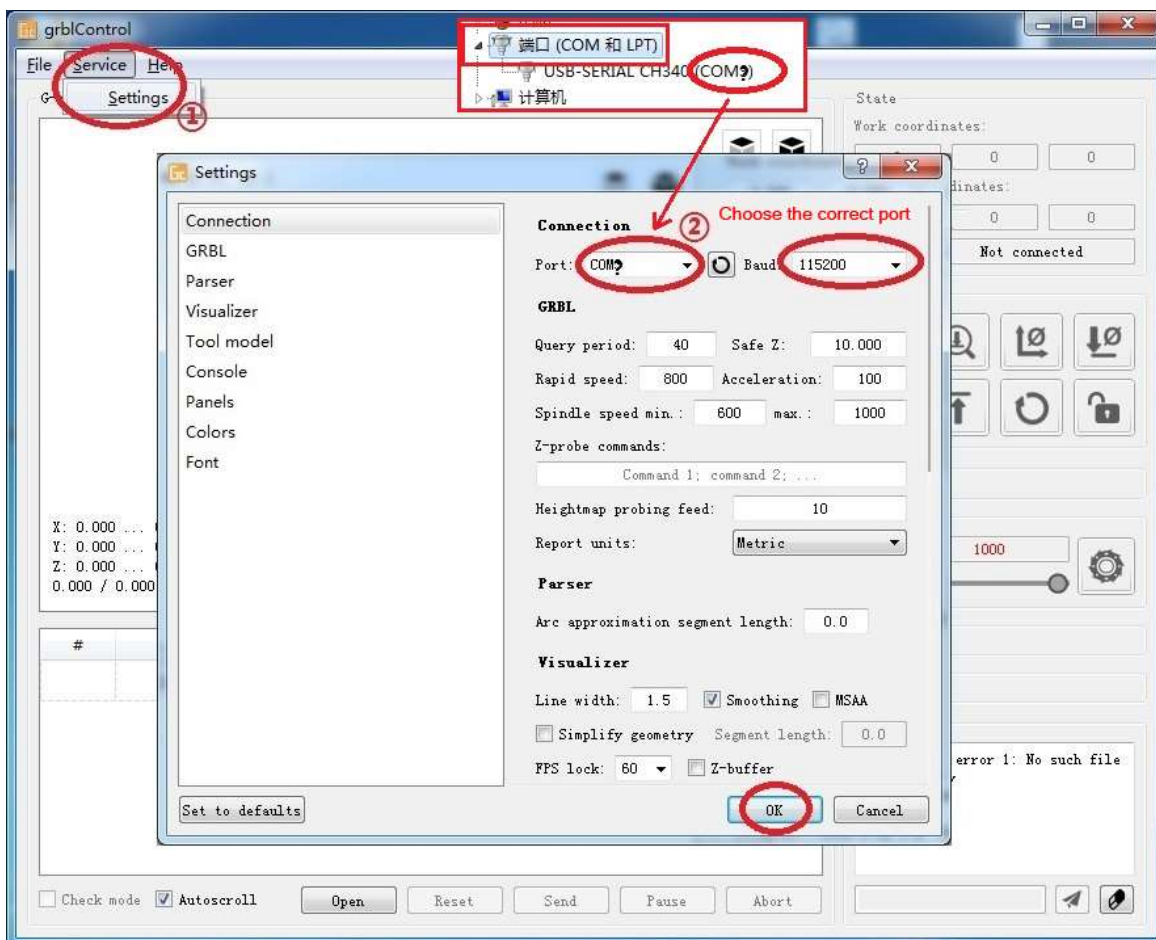 grblControl
端口 (COM 和 LPT)
USB-SERIAL CH340 (COM?)
计算机
File Service Help
Settings
①
State
Work coordinates:
0 0
Settings
Connection
GRBL
Parser
Visualizer
Tool model
Console
Panels
Colors
Font
Connection
② Choose the correct port
Port: COM? Baud: 115200
GRBL
Query period: 40 Safe Z: 10.000
Rapid speed: 800 Acceleration: 100
Spindle speed min.: 600 max.: 1000
Z-probe commands:
Command 1; command 2; ...
Heightmap probing feed: 10
Report units: Metric
Parser
Arc approximation segment length: 0.0
Visualizer
Line width: 1.5 Smoothing MSAA
Simplify geometry Segment length: 0.0
FPS lock: 60 Z-buffer
Set to defaults OK Cancel
0 0
Not connected
X: 0.000 ...
Y: 0.000 ...
Z: 0.000 ...
0.000 / 0.000
1000
#
error 1: No such file
Check mode Autoscroll Open Reset Send Pause Abort